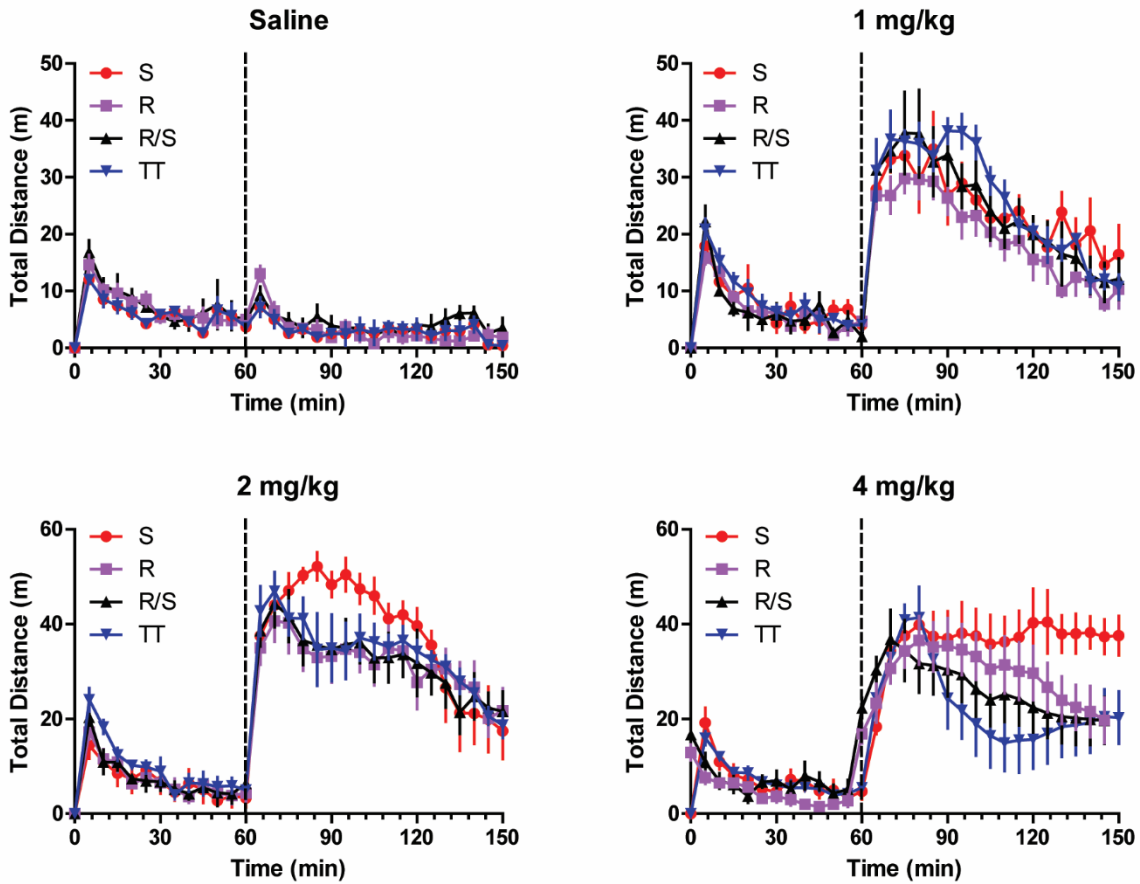 Saline
50
40
30
20
10
0
Total Distance (m)
S
R
R/S
TT
0 30 60 90 120 150
Time (min)
1 mg/kg
50
40
30
20
10
0
Total Distance (m)
S
R
R/S
TT
0 30 60 90 120 150
Time (min)
2 mg/kg
60
40
20
0
Total Distance (m)
S
R
R/S
TT
0 30 60 90 120 150
Time (min)
4 mg/kg
60
40
20
0
Total Distance (m)
S
R
R/S
TT
0 30 60 90 120 150
Time (min)